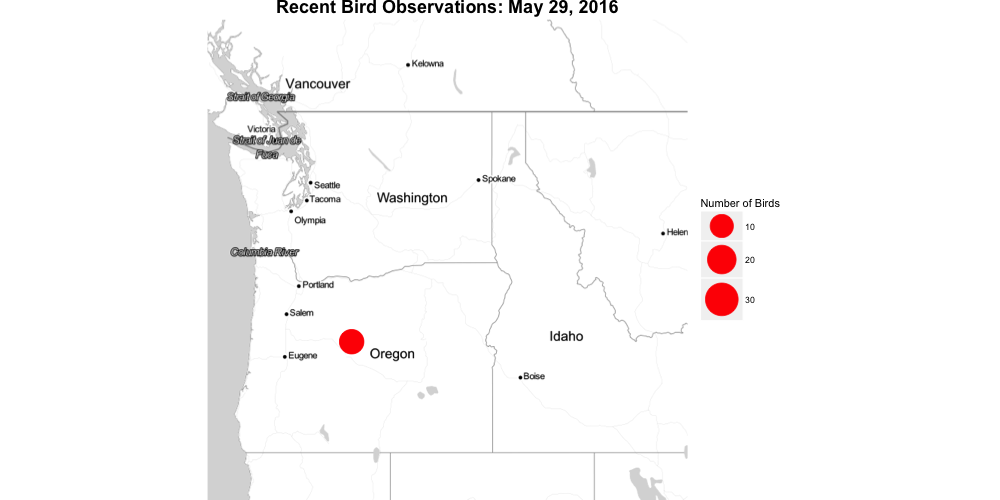 Recent Bird Observations: May 29, 2016
Kelowna
Vancouver
Strait of Georgia
Victoria
Strait of Juan de
Fuca
Seattle
Spokane
Tacoma
Washington
Olympia
Helen
Columbia River
Portland
Salem
Idaho
Oregon
Eugene
Boise
Number of Birds
10
20
30